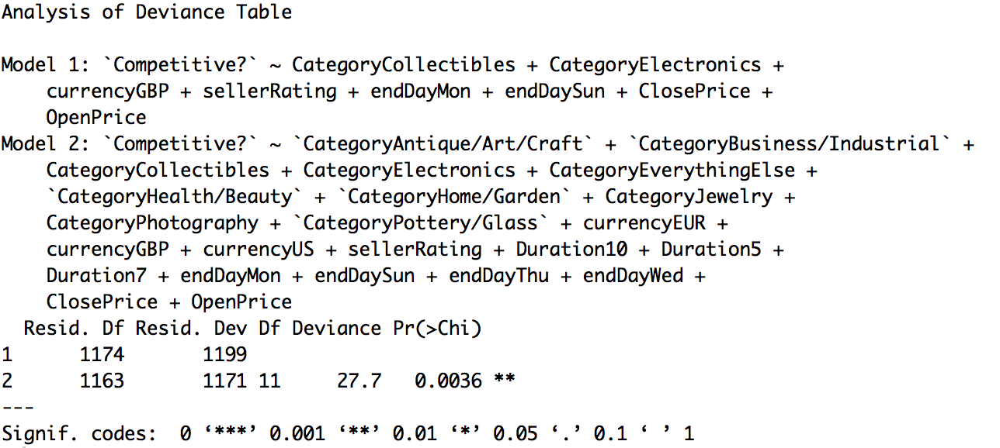 Analysis of Deviance Table

Model 1: `Competitive?` ~ CategoryCollectibles + CategoryElectronics +
    currencyGBP + sellerRating + endDayMon + endDaySun + ClosePrice +
    OpenPrice
Model 2: `Competitive?` ~ `CategoryAntique/Art/Craft` + `CategoryBusiness/Industrial` +
    CategoryCollectibles + CategoryElectronics + CategoryEverythingElse +
    `CategoryHealth/Beauty` + `CategoryHome/Garden` + CategoryJewelry +
    CategoryPhotography + `CategoryPottery/Glass` + currencyEUR +
    currencyGBP + currencyUS + sellerRating + Duration10 + Duration5 +
    Duration7 + endDayMon + endDaySun + endDayThu + endDayWed +
    ClosePrice + OpenPrice
  Resid. Df Resid. Dev Df Deviance Pr(>Chi)
1      1174       1199
2      1163       1171 11     27.7   0.0036 **
---
Signif. codes:  0 ‘***’ 0.001 ‘**’ 0.01 ‘*’ 0.05 ‘.’ 0.1 ‘ ’ 1